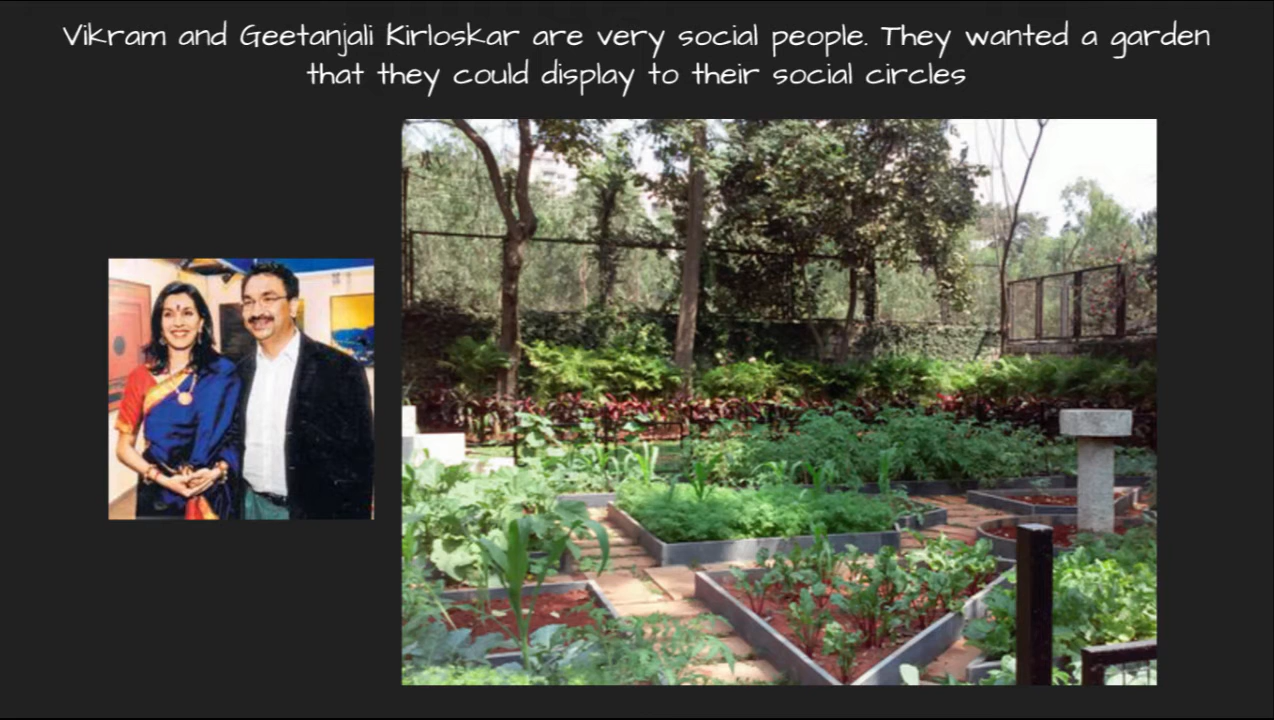 Vikram and Geetanjali Kirloskar are very social people. They wanted a garden
that they could display to their social circles